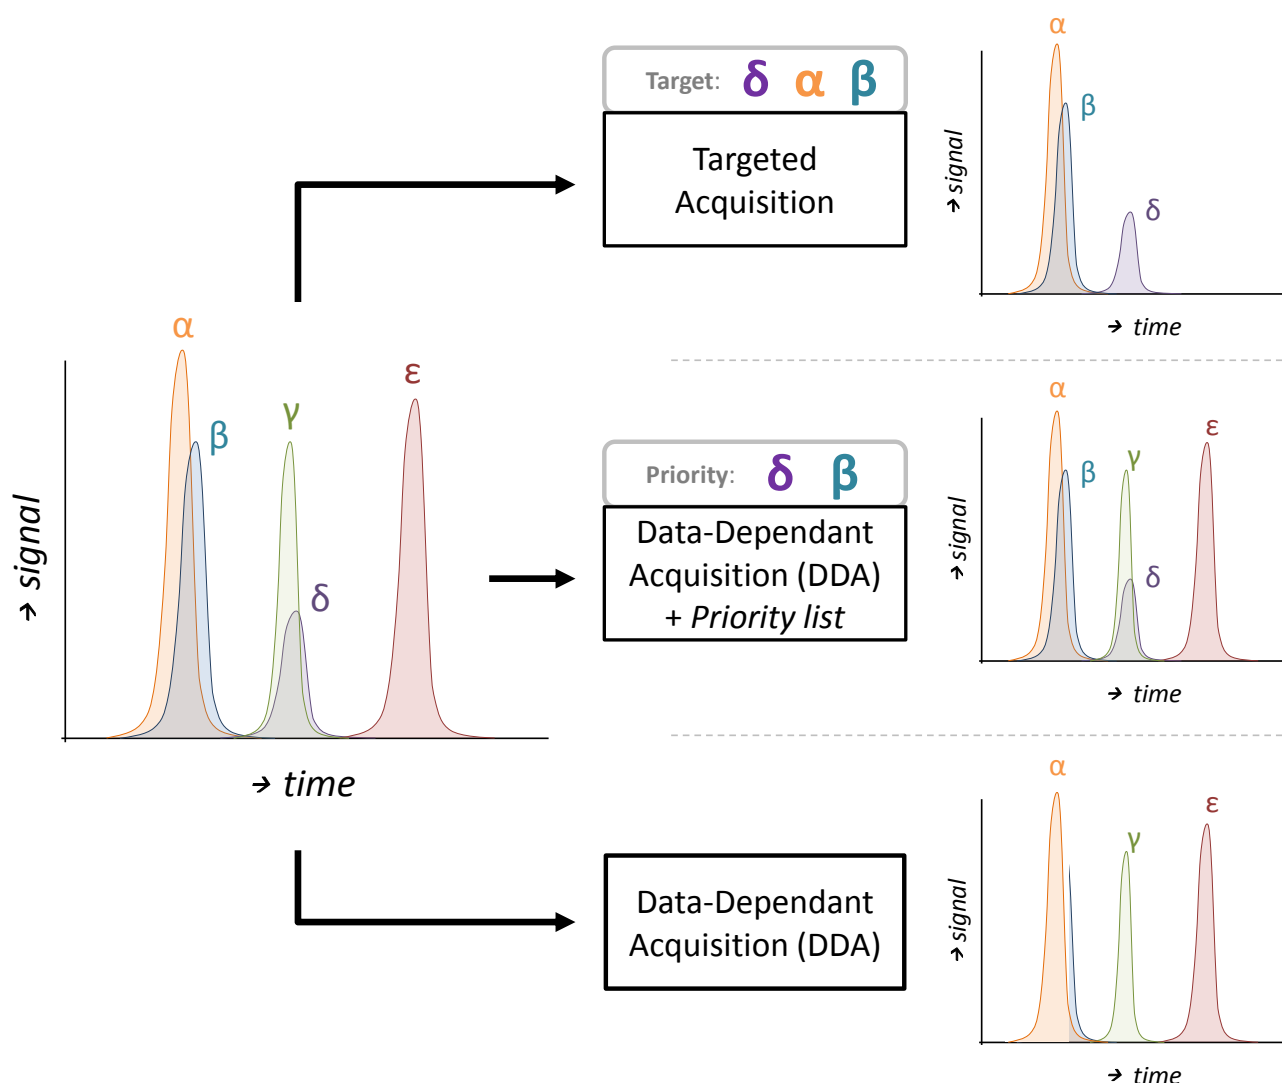 α
β
γ
δ
ε
→ signal
→ time
Target: δ α β
Targeted
Acquisition
α
β
δ
→ signal
→ time
Priority: δ β
Data-Dependant
Acquisition (DDA)
+ Priority list
α
β
γ
δ
ε
→ signal
→ time
Data-Dependant
Acquisition (DDA)
α
γ
ε
→ signal
→ time